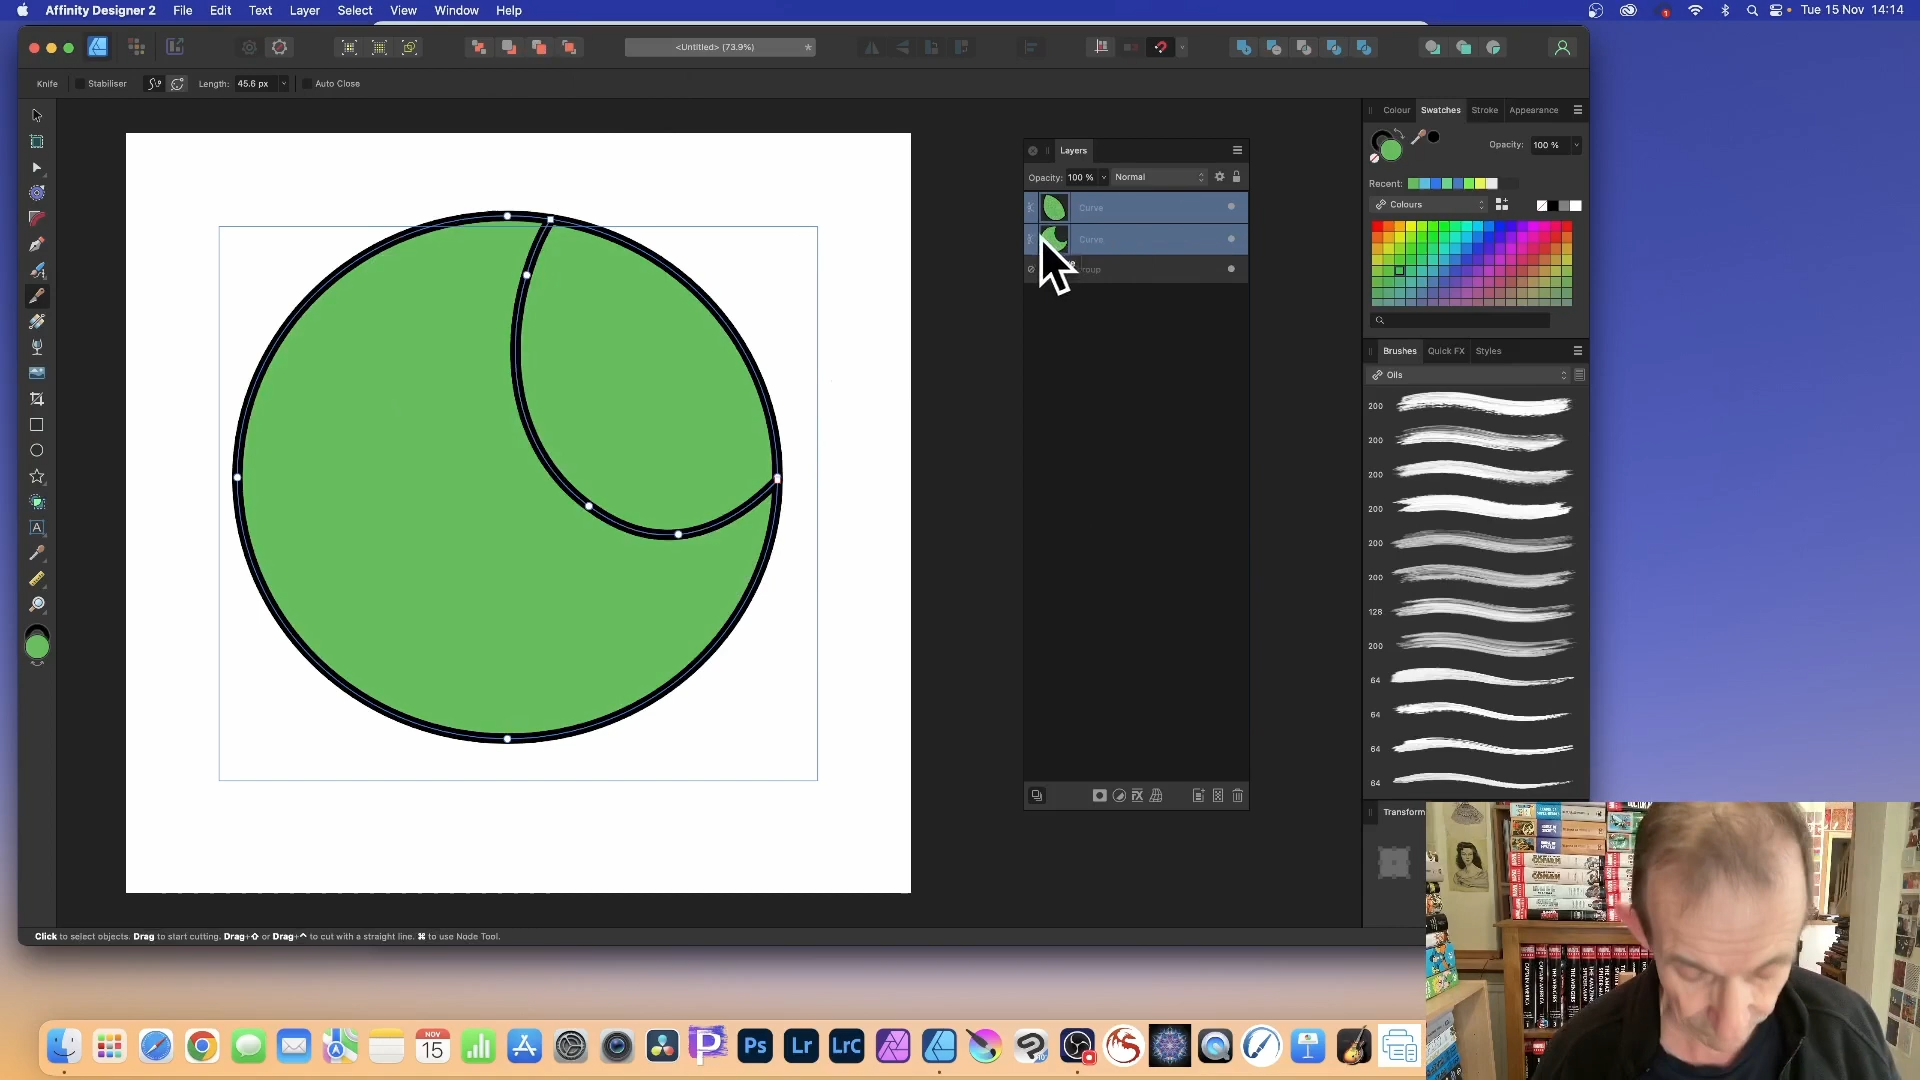 Affinity Designer 2 File Edit Text Layer Select View Window Help
Tue 15 Nov 14:14
<Untitled> (73.9%)
Knife Stabiliser Length: 45.6 px Auto Close
Colour Swatches Stroke Appearance
Opacity: 100 %
Recent:
Colours
Layers
Opacity: 100 % Normal
Curve
Curve
Brushes Quick FX Styles
Oils
200
200
200
200
200
200
128
200
64
64
64
64
Transform
Click to select objects. Drag to start cutting. Drag+⇧ or Drag+^ to cut with a straight line. ⌘ to use Node Tool.
NOV
15
Ps
Lr
LrC